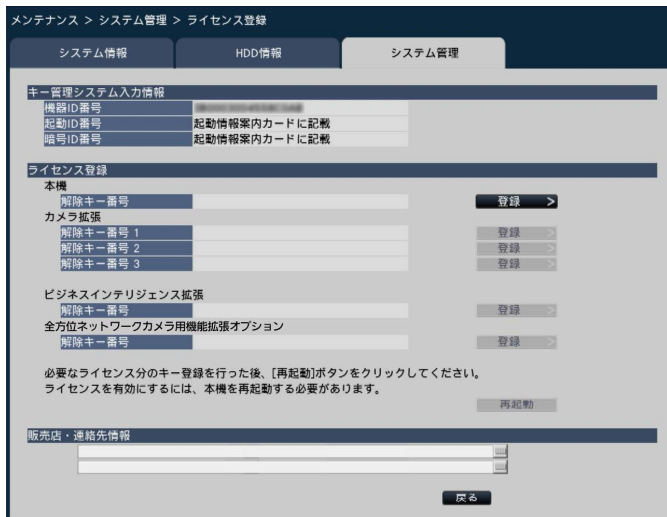 メンテナンス > システム管理 > ライセンス登録
システム情報 HDD情報 システム管理
キー管理システム入力情報
機器ID番号
起動ID番号 起動情報案内カードに記載
暗号ID番号 起動情報案内カードに記載
ライセンス登録
本機
解除キー番号 登録 >
カメラ拡張
解除キー番号 1 登録 >
解除キー番号 2 登録 >
解除キー番号 3 登録 >
ビジネスインテリジェンス拡張
解除キー番号 登録 >
全方位ネットワークカメラ用機能拡張オプション
解除キー番号 登録 >
必要なライセンス分のキー登録を行った後、[再起動]ボタンをクリックしてください。
ライセンスを有効にするには、本機を再起動する必要があります。
再起動
販売店・連絡先情報
戻る